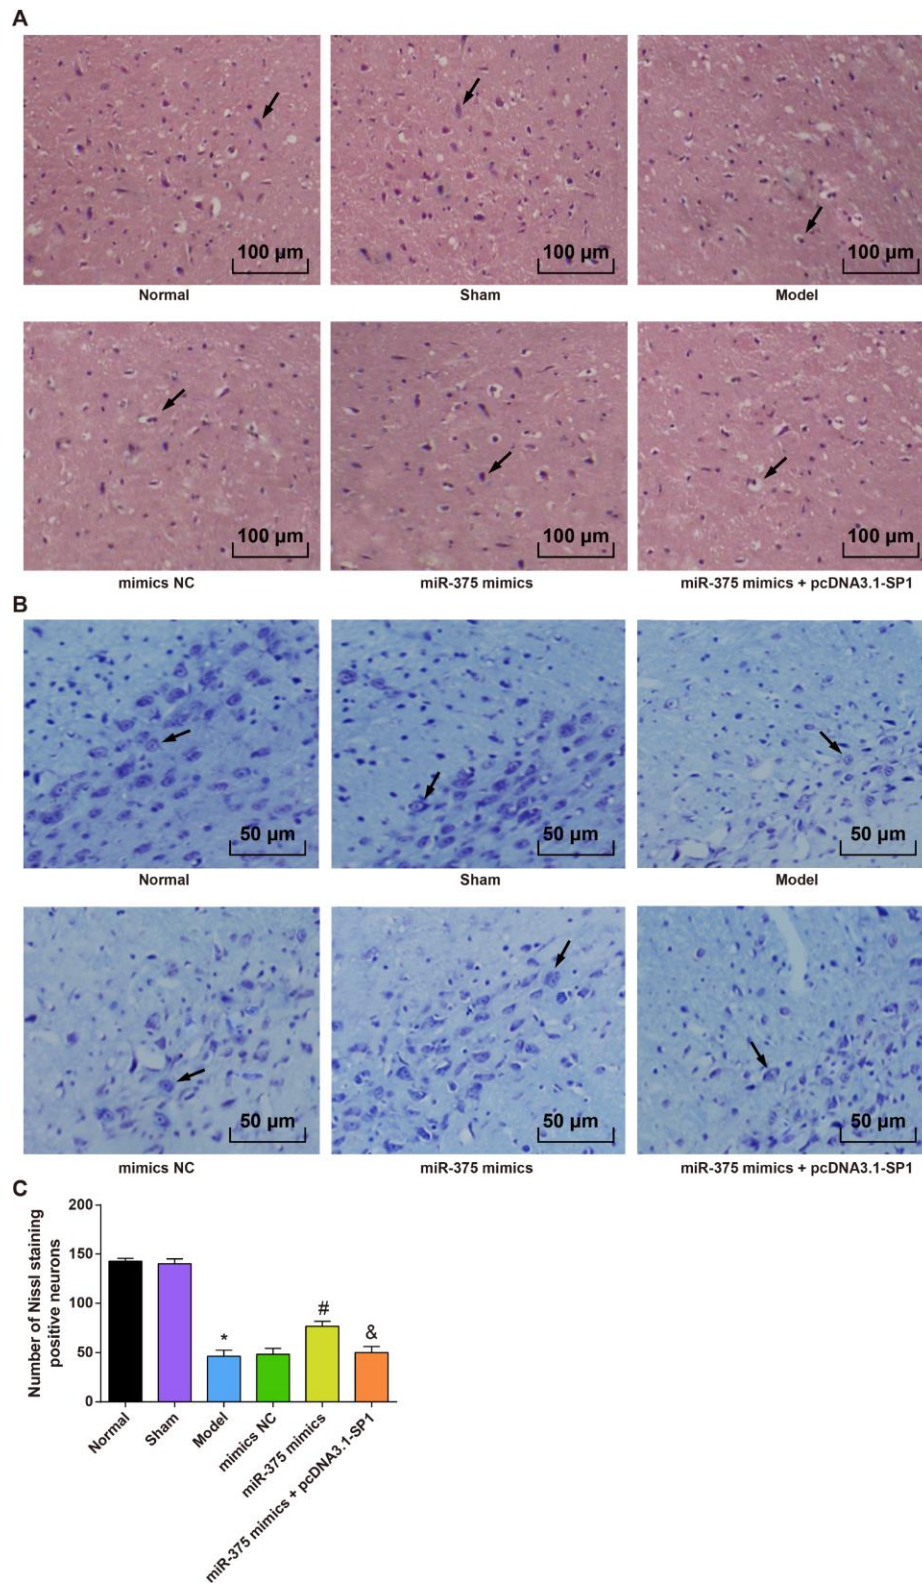 A
100 µm
100 µm
100 µm
Normal
Sham
Model
100 µm
100 µm
100 µm
mimics NC
miR-375 mimics
miR-375 mimics + pcDNA3.1-SP1
B
50 µm
50 µm
50 µm
Normal
Sham
Model
50 µm
50 µm
50 µm
mimics NC
miR-375 mimics
miR-375 mimics + pcDNA3.1-SP1
C
Number of Nissl staining
positive neurons
200
150
100
50
0
*
#
&
Normal
Sham
Model
mimics NC
miR-375 mimics
miR-375 mimics + pcDNA3.1-SP1